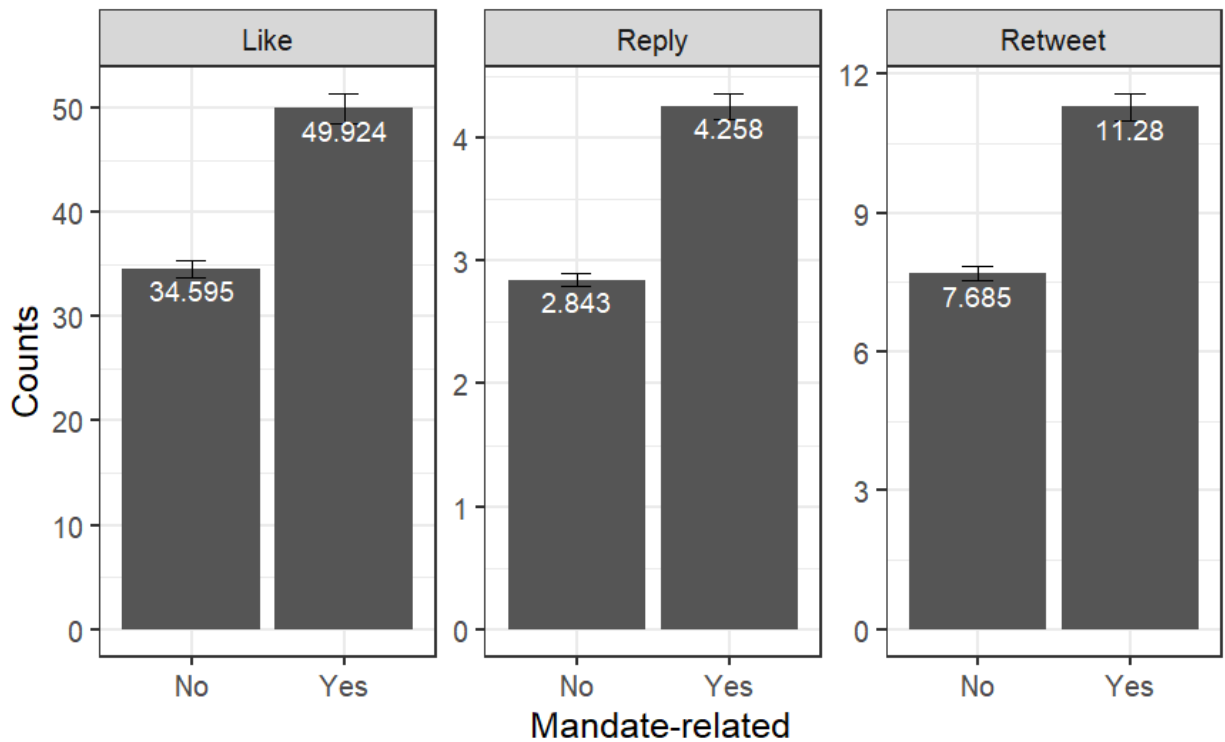 Like
Reply
Retweet
Counts
50
40
30
20
10
0
34.595
49.924
No
Yes
4
3
2
1
0
2.843
4.258
No
Yes
12
9
6
3
0
7.685
11.28
No
Yes
Mandate-related